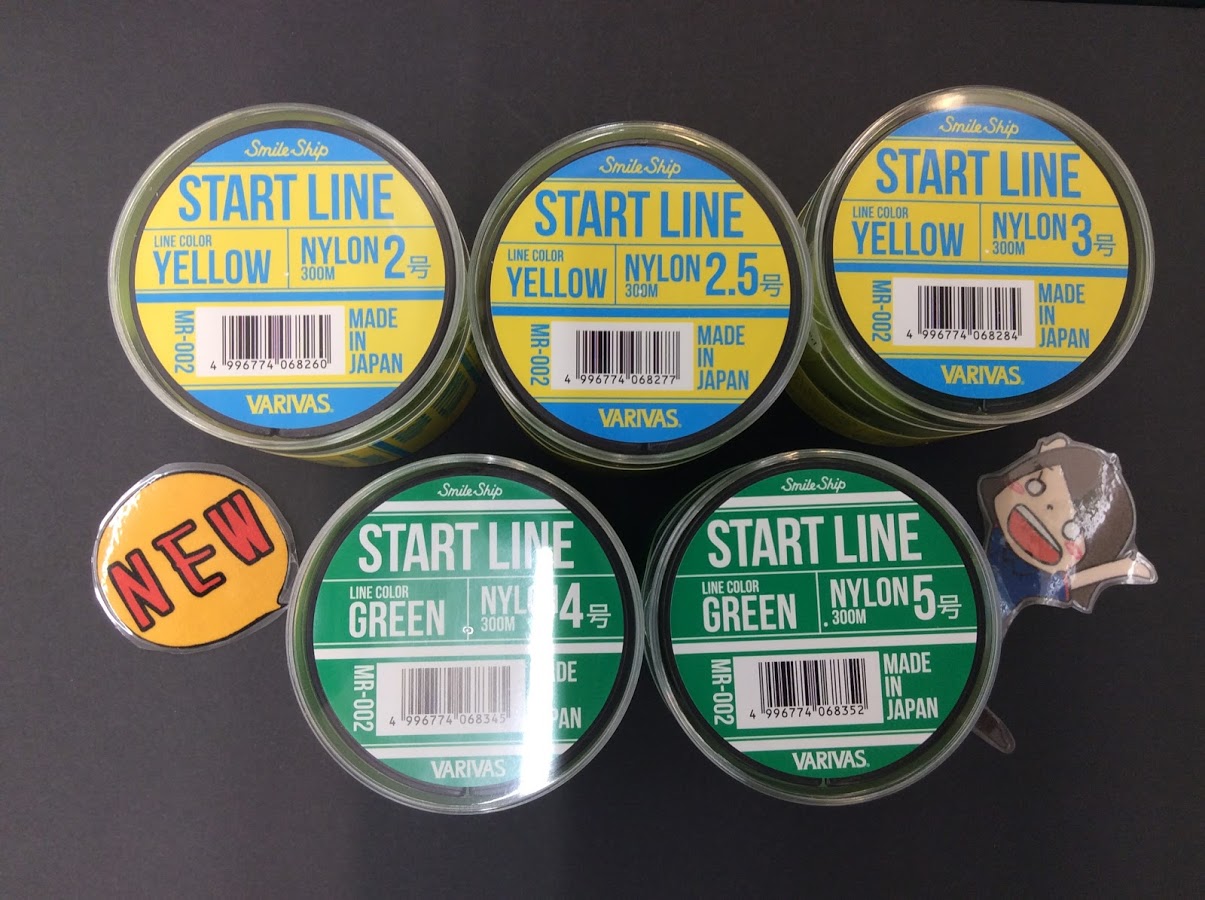 Smile Ship
START LINE
LINE COLOR
YELLOW
NYLON 2号
300M
MR-002
4 996774 068260
MADE
IN
JAPAN
VARIVAS
Smile Ship
START LINE
LINE COLOR
YELLOW
NYLON 2.5号
300M
MR-002
4 996774 068277
MADE
IN
JAPAN
VARIVAS
Smile Ship
START LINE
LINE COLOR
YELLOW
NYLON 3号
300M
MR-002
4 996774 068284
MADE
IN
JAPAN
VARIVAS
NEW
Smile Ship
START LINE
LINE COLOR
GREEN
NYLON 4号
300M
MR-002
4 996774 068345
MADE
JAPAN
VARIVAS
Smile Ship
START LINE
LINE COLOR
GREEN
NYLON 5号
300M
MR-002
4 996774 068352
MADE
IN
JAPAN
VARIVAS